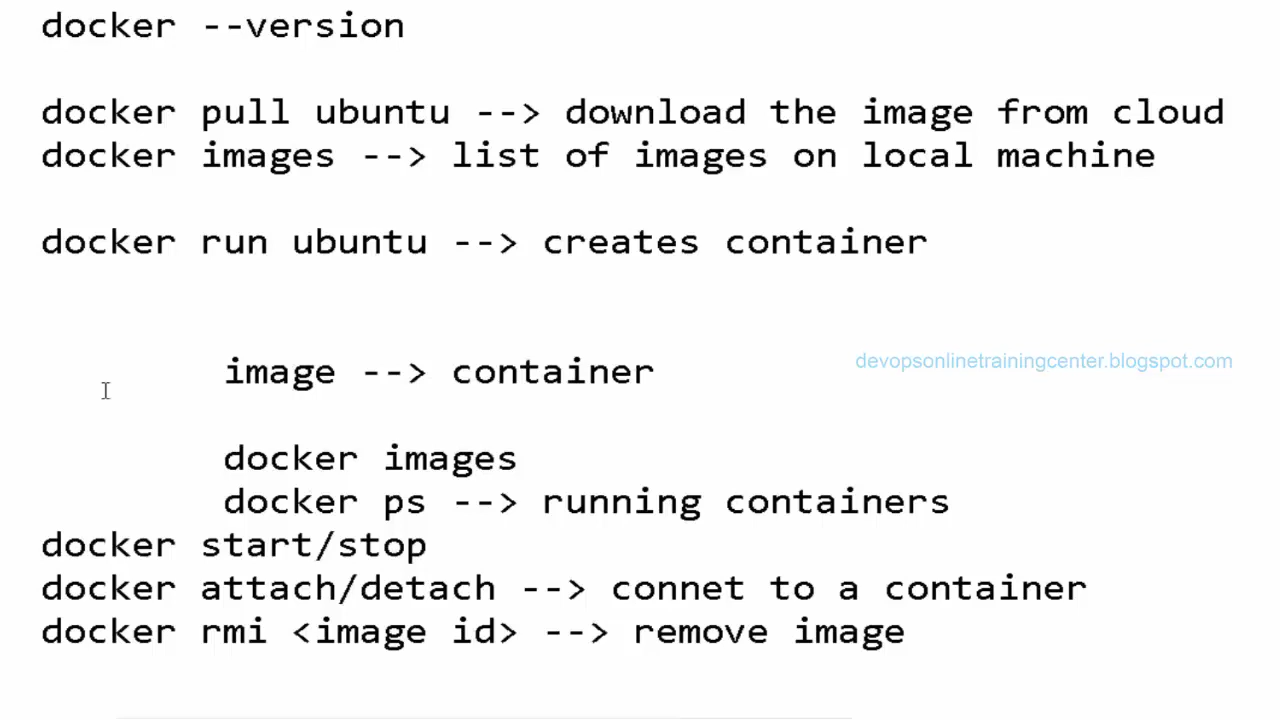 docker --version
docker pull ubuntu --> download the image from cloud
docker images --> list of images on local machine
docker run ubuntu --> creates container
image --> container
devopsonlinetrainingcenter.blogspot.com
docker images
docker ps --> running containers
docker start/stop
docker attach/detach --> connet to a container
docker rmi <image id> --> remove image